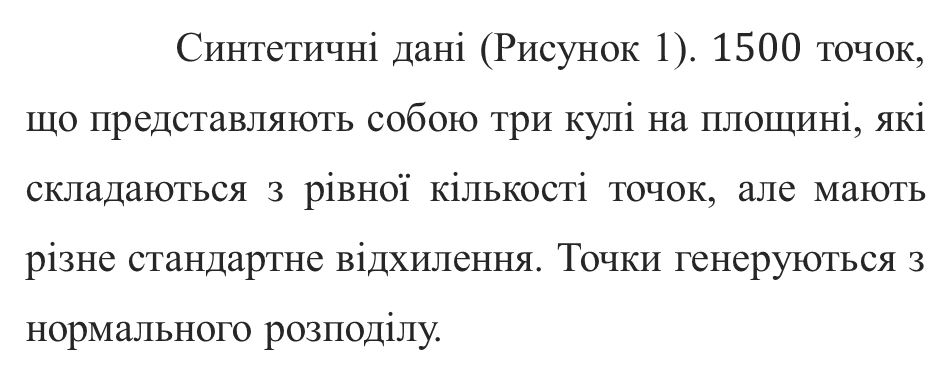 Синтетичні дані (Рисунок 1). 1500 точок,
що представляють собою три кулі на площині, які
складаються з рівної кількості точок, але мають
різне стандартне відхилення. Точки генеруються з
нормального розподілу.